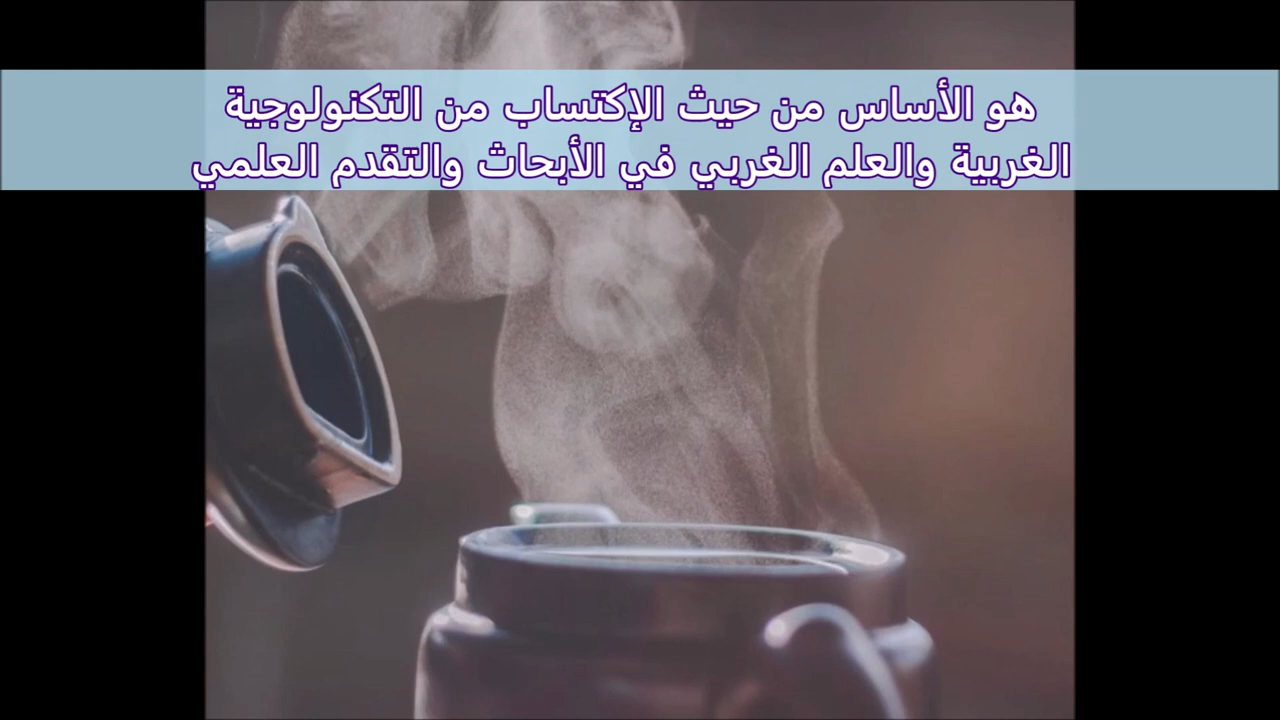 هو الأساس من حيث الإكتساب من التكنولوجية
الغربية والعلم الغربي في الأبحاث والتقدم العلمي